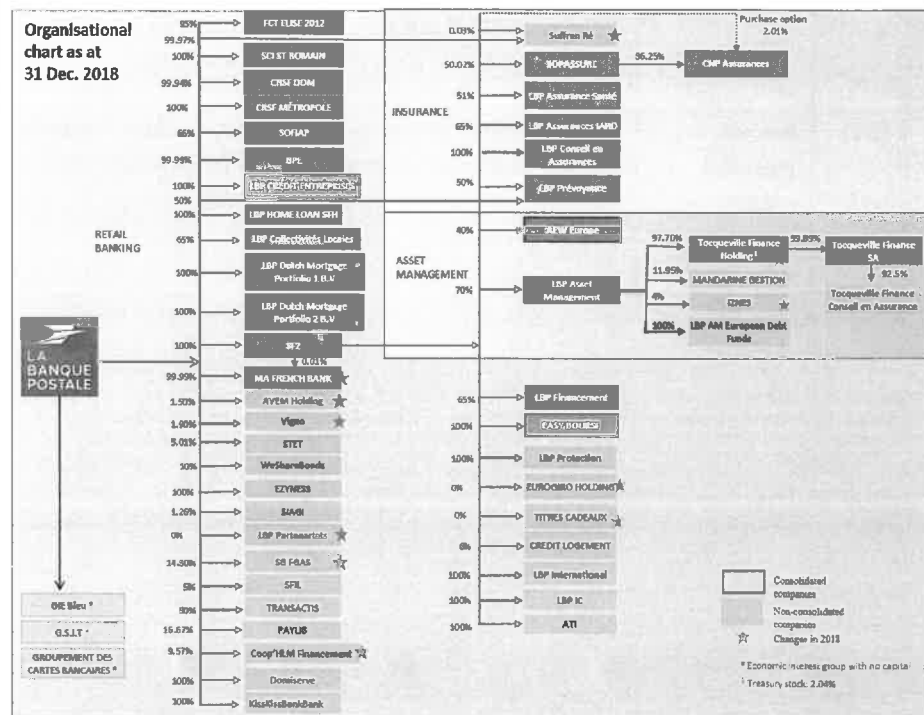 Organisational
chart as at
31 Dec. 2018
RETAIL
BANKING
LA
BANQUE
POSTALE
GIE Bleu *
G.S.I.T *
GROUPEMENT DES
CARTES BANCAIRES *
95%
FCT ELISE 2012
99.97%
100%
SCI ST ROMAIN
99.94%
CRSF DOM
100%
CRSF MÉTROPOLE
66%
SOFIAP
99.99%
BPE
100%
LBP CRÉDIT ENTREPRISES
50%
100%
LBP HOME LOAN SFH
65%
LBP Collectivités Locales
100%
LBP Dutch Mortgage
Portfolio 1 B.V
100%
LBP Dutch Mortgage
Portfolio 2 B.V
100%
SF2
0.01%
99.99%
MA FRENCH BANK
1.50%
AYEM Holding
1.90%
Vigno
5.01%
STET
10%
WeShareBonds
100%
EZYNESS
1.26%
SIAGI
0%
LBP Partenariats
14.30%
SG FGAS
5%
SFIL
50%
TRANSACTIS
16.67%
PAYLIB
9.57%
Coop'HLM Financement
100%
Domiserve
100%
KissKissBankBank
INSURANCE
0.03%
Suffren Ré
50.02%
SOPASSURE
36.25%
CNP Assurances
Purchase option
2.01%
51%
LBP Assurance Santé
65%
LBP Assurances IARD
100%
LBP Conseil en
Assurances
50%
LBP Prévoyance
ASSET
MANAGEMENT
40%
AEW Europe
70%
LBP Asset
Management
97.70%
Tocqueville Finance
Holding ¹
99.89%
Tocqueville Finance
SA
92.5%
Tocqueville Finance
Conseil en Assurance
11.95%
MANDARINE GESTION
4%
IZNES
100%
LBP AM European Debt
Funds
65%
LBP Financement
100%
EASY BOURSE
100%
LBP Protection
0%
EUROGIRO HOLDING
0%
TITRES CADEAUX
6%
CREDIT LOGEMENT
100%
LBP International
100%
LBP IC
100%
ATI
Consolidated
companies
Non-consolidated
companies
Changes in 2018
* Economic interest group with no capital
¹ Treasury stock: 2.04%